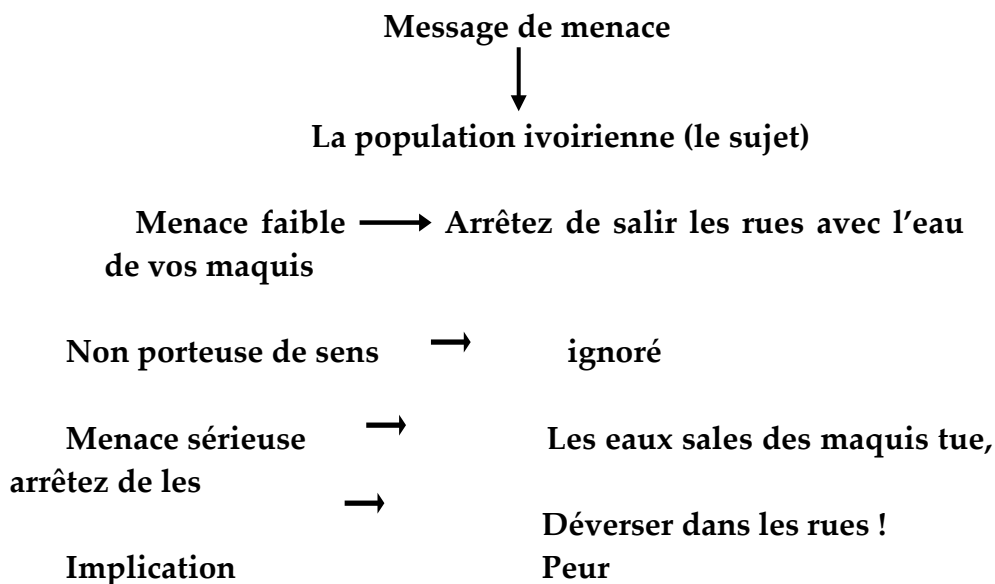 Message de menace
La population ivoirienne (le sujet)
Menace faible Arrêtez de salir les rues avec l’eau
de vos maquis
Non porteuse de sens ignoré
Menace sérieuse Les eaux sales des maquis tue,
arrêtez de les
Déverser dans les rues !
Implication Peur